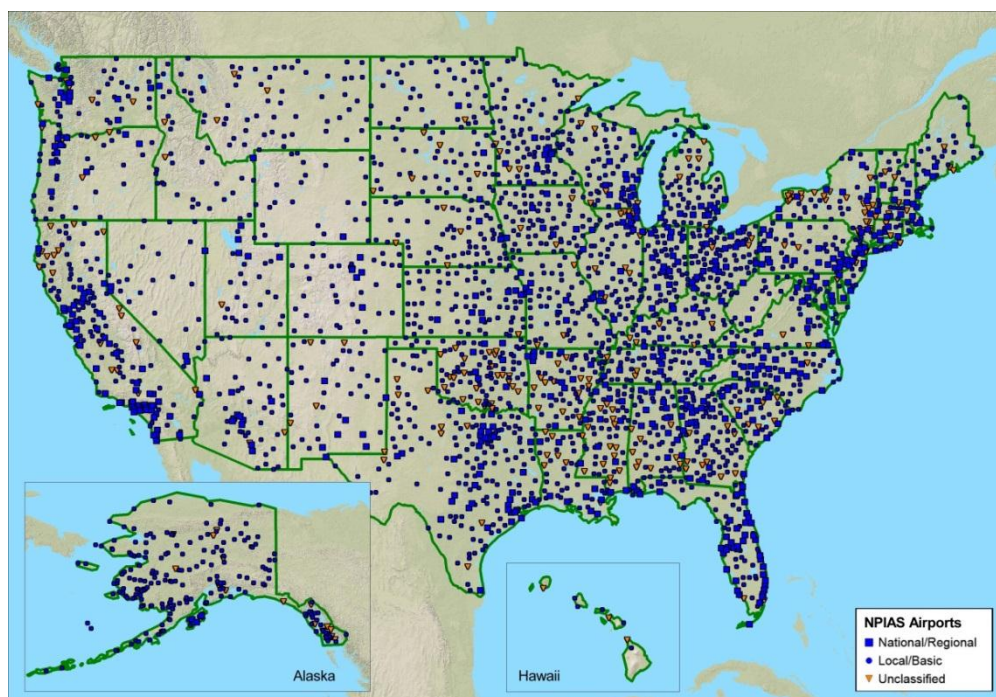 Alaska
Hawaii
NPIAS Airports
National/Regional
Local/Basic
Unclassified